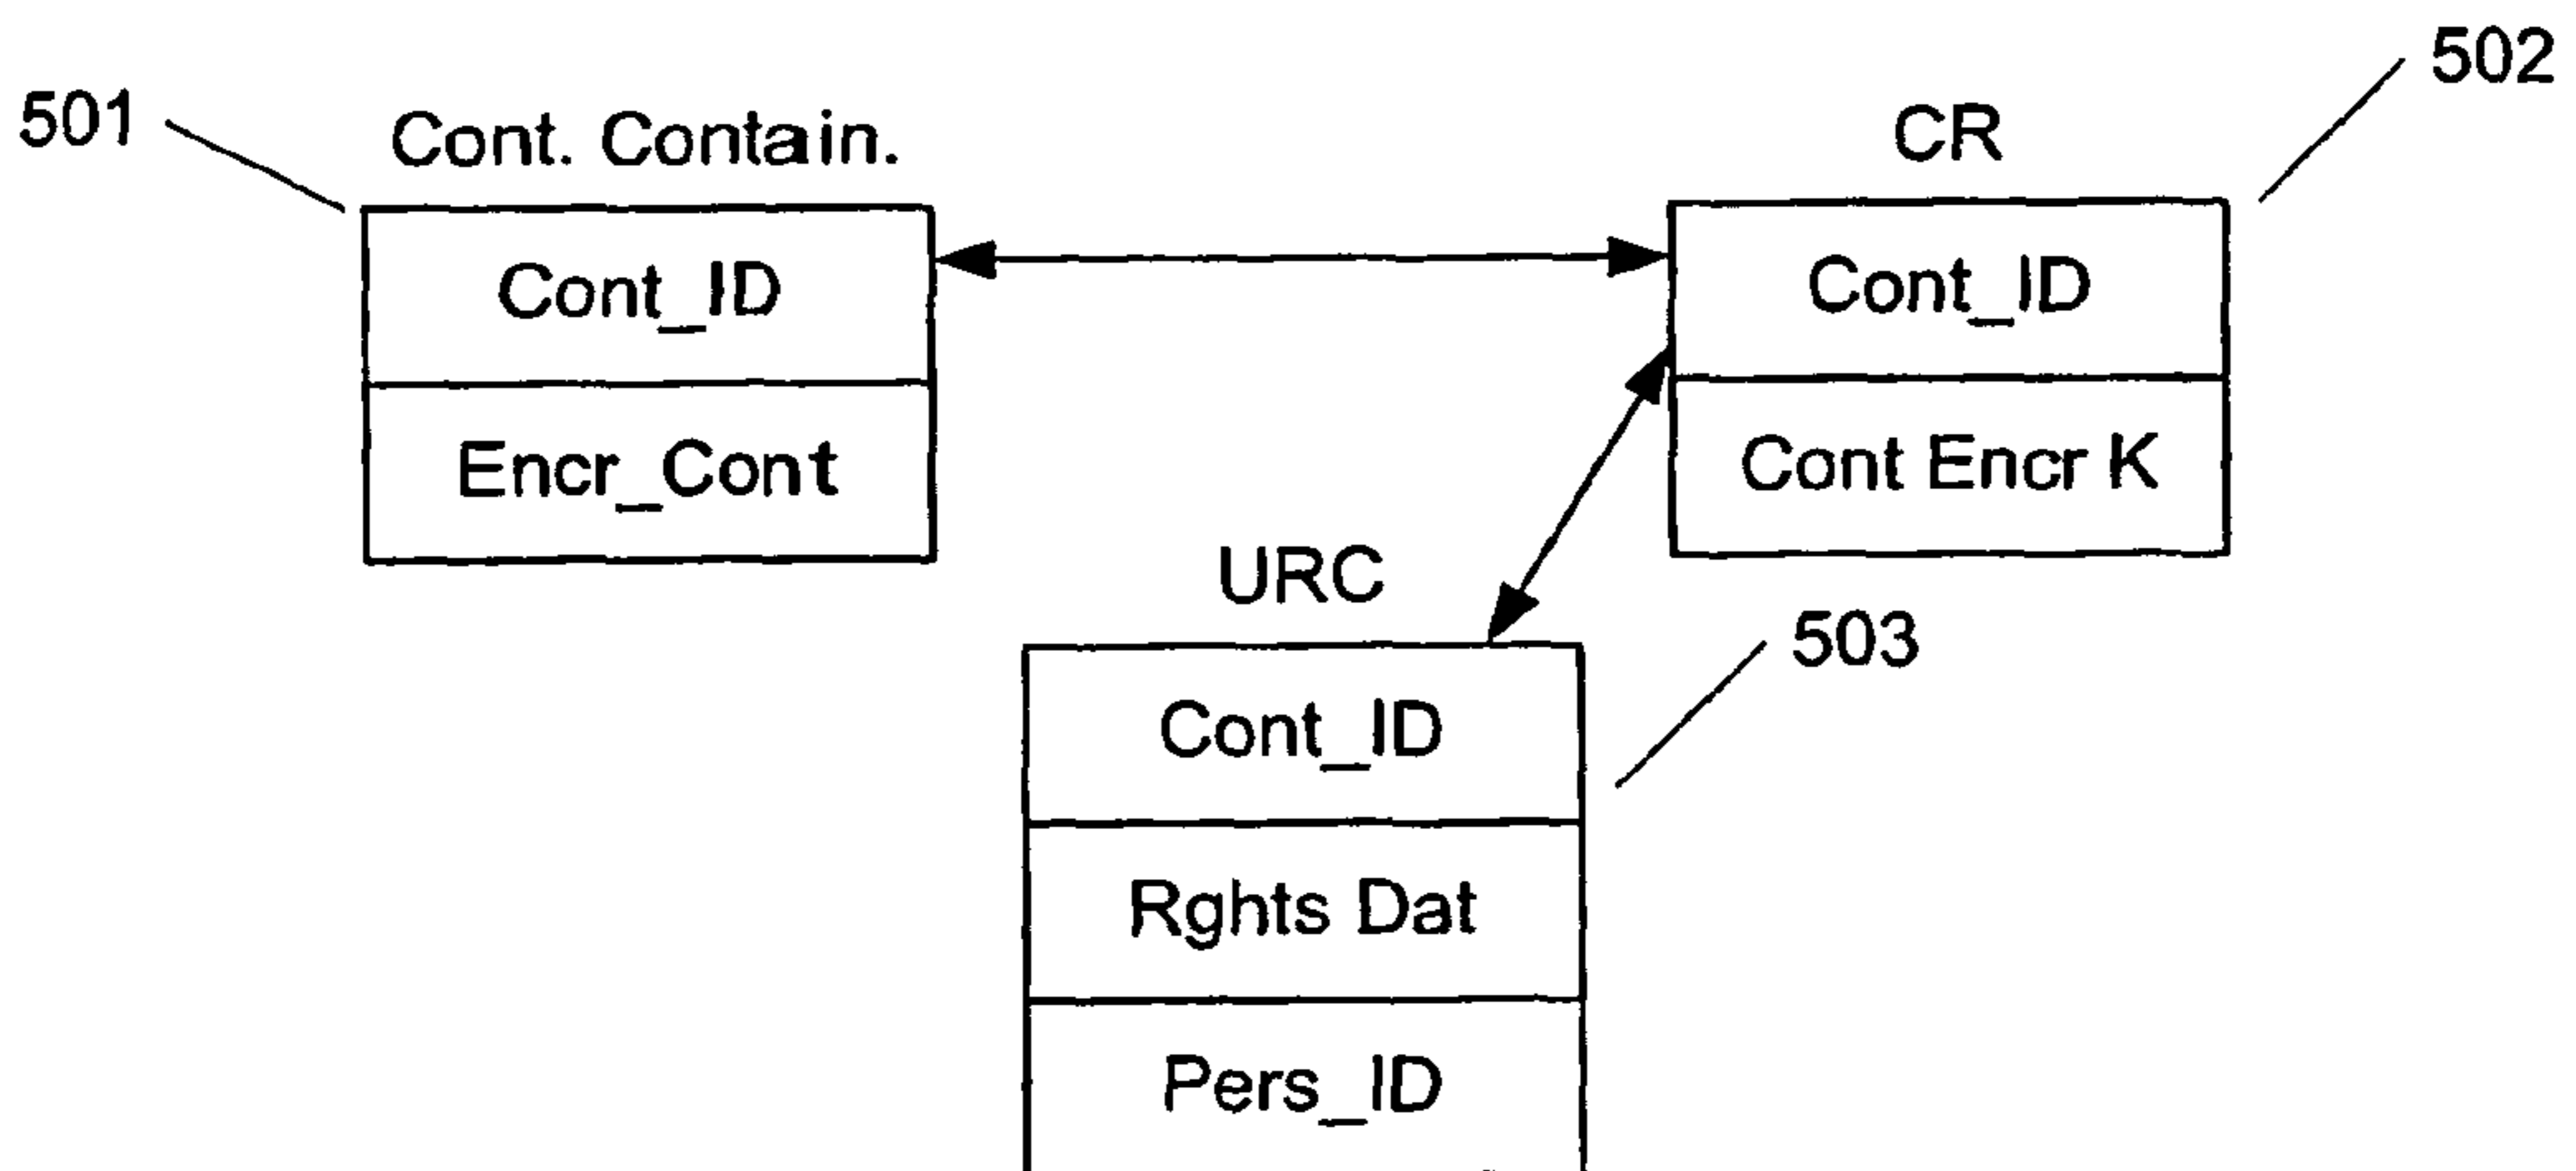 502
501
Cont. Contain.
CR
Cont_ID
Cont_ID
Encr_Cont
Cont Encr K
URC
503
Cont_ID
Rghts Dat
Pers_ID